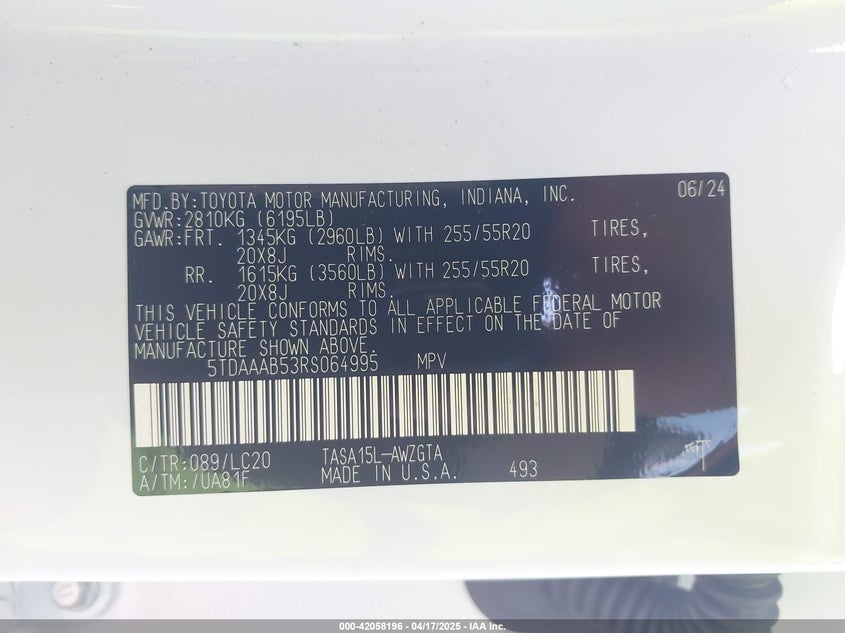 MFD.BY:TOYOTA MOTOR MANUFACTURING, INDIANA, INC. 06/24
GVWR:2810KG (6195LB)
GAWR:FRT. 1345KG (2960LB) WITH 255/55R20 TIRES,
20X8J RIMS.
RR. 1615KG (3560LB) WITH 255/55R20 TIRES,
20X8J RIMS.
THIS VEHICLE CONFORMS TO ALL APPLICABLE FEDERAL MOTOR
VEHICLE SAFETY STANDARDS IN EFFECT ON THE DATE OF
MANUFACTURE SHOWN ABOVE.
5TDAAAB53RS064995 MPV
C/TR:089/LC20 TASA15L-AWZGTA
A/TM:/UA81F MADE IN U.S.A. 493
000-42058196 - 04/17/2025 - IAA Inc.